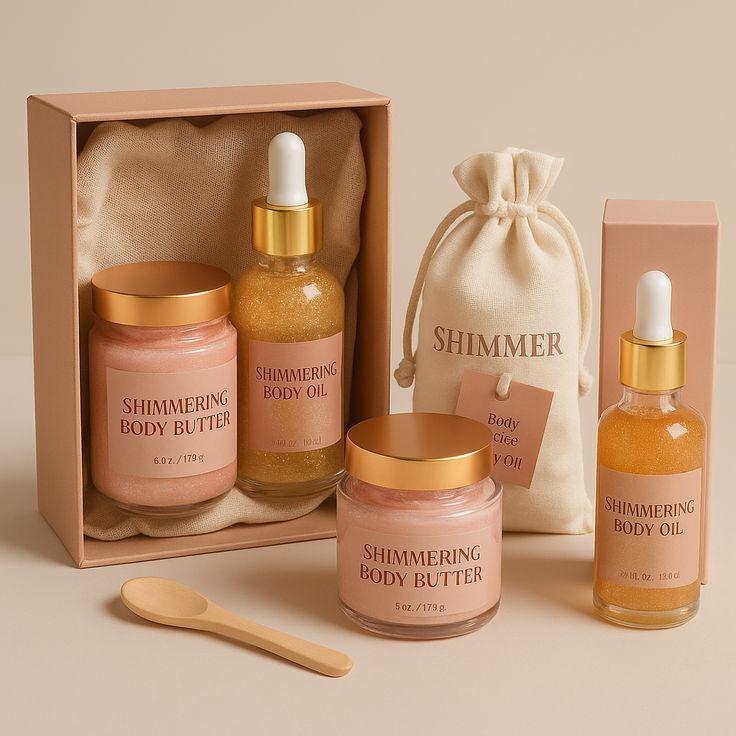 SHIMMERING
BODY BUTTER
6.0 z. / 179 g.
SHIMMERING
BODY OIL
SHIMMER
Body
y Oil
SHIMMERING
BODY BUTTER
5 oz. / 179 g.
SHIMMERING
BODY OIL